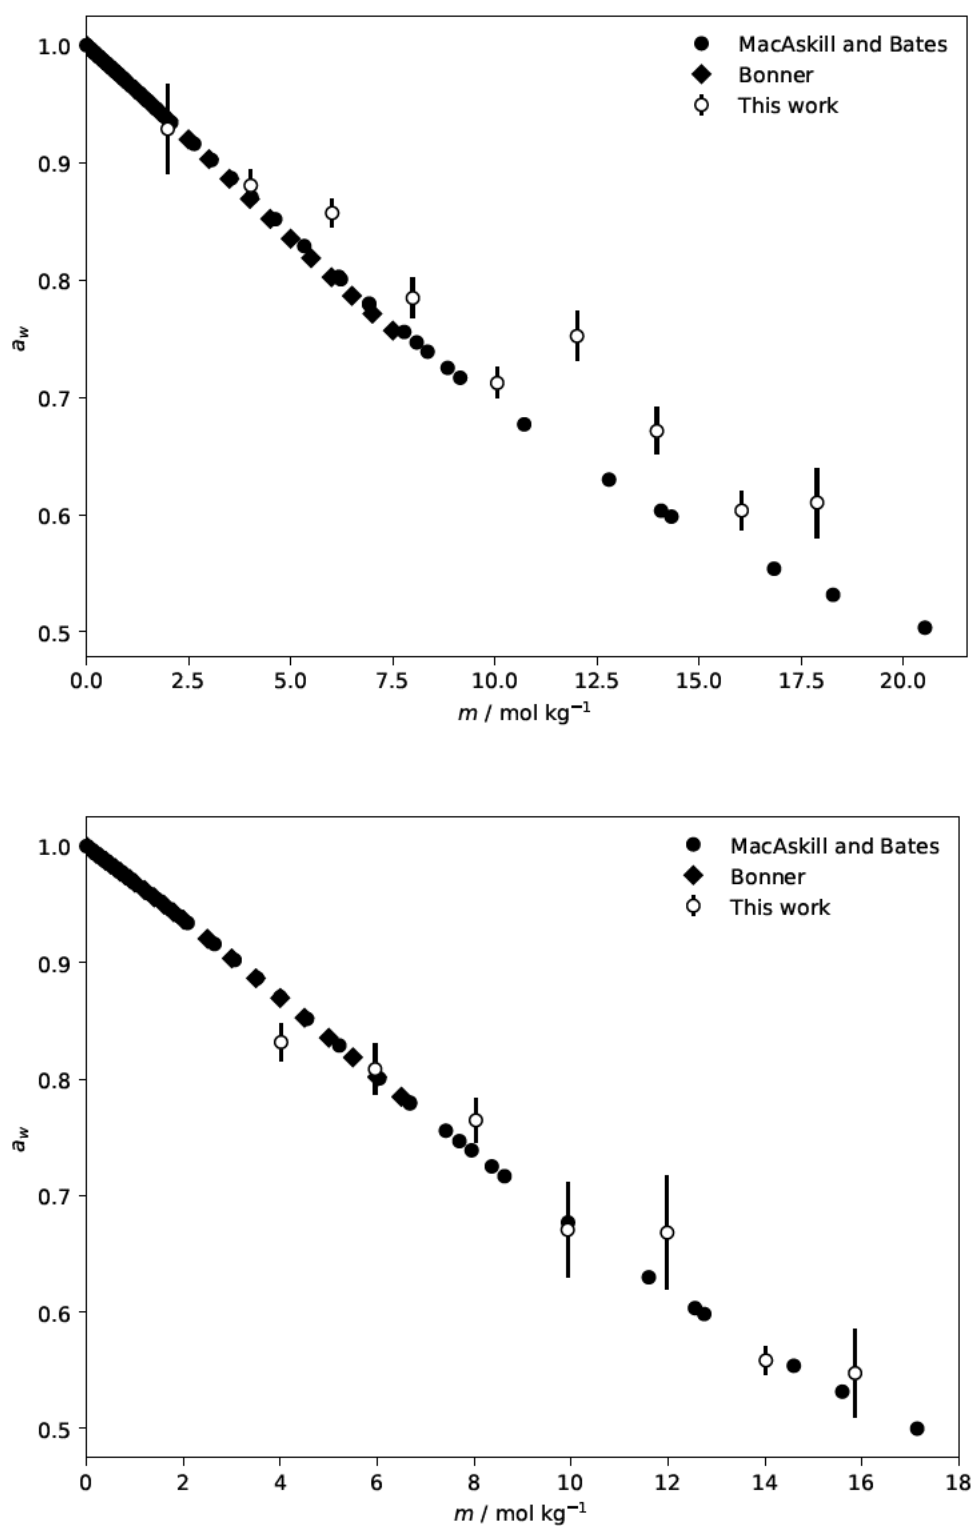 1.0
0.9
0.8
0.7
0.6
0.5
a_w
0.0 2.5 5.0 7.5 10.0 12.5 15.0 17.5 20.0
m / mol kg⁻¹
MacAskill and Bates
Bonner
This work
1.0
0.9
0.8
0.7
0.6
0.5
a_w
0 2 4 6 8 10 12 14 16 18
m / mol kg⁻¹
MacAskill and Bates
Bonner
This work